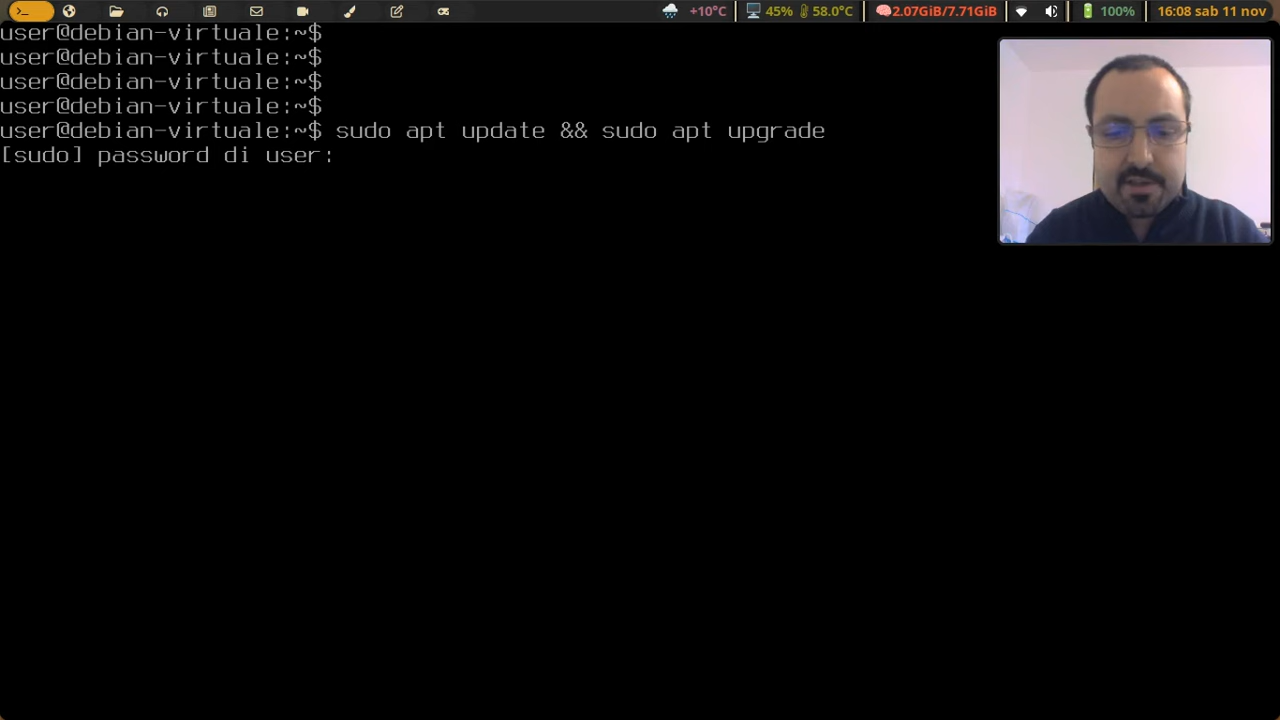 +10°C 45% 58.0°C 2.07GiB/7.71GiB 100% 16:08 sab 11 nov
user@debian-virtuale:~$
user@debian-virtuale:~$
user@debian-virtuale:~$
user@debian-virtuale:~$
user@debian-virtuale:~$ sudo apt update && sudo apt upgrade
[sudo] password di user: